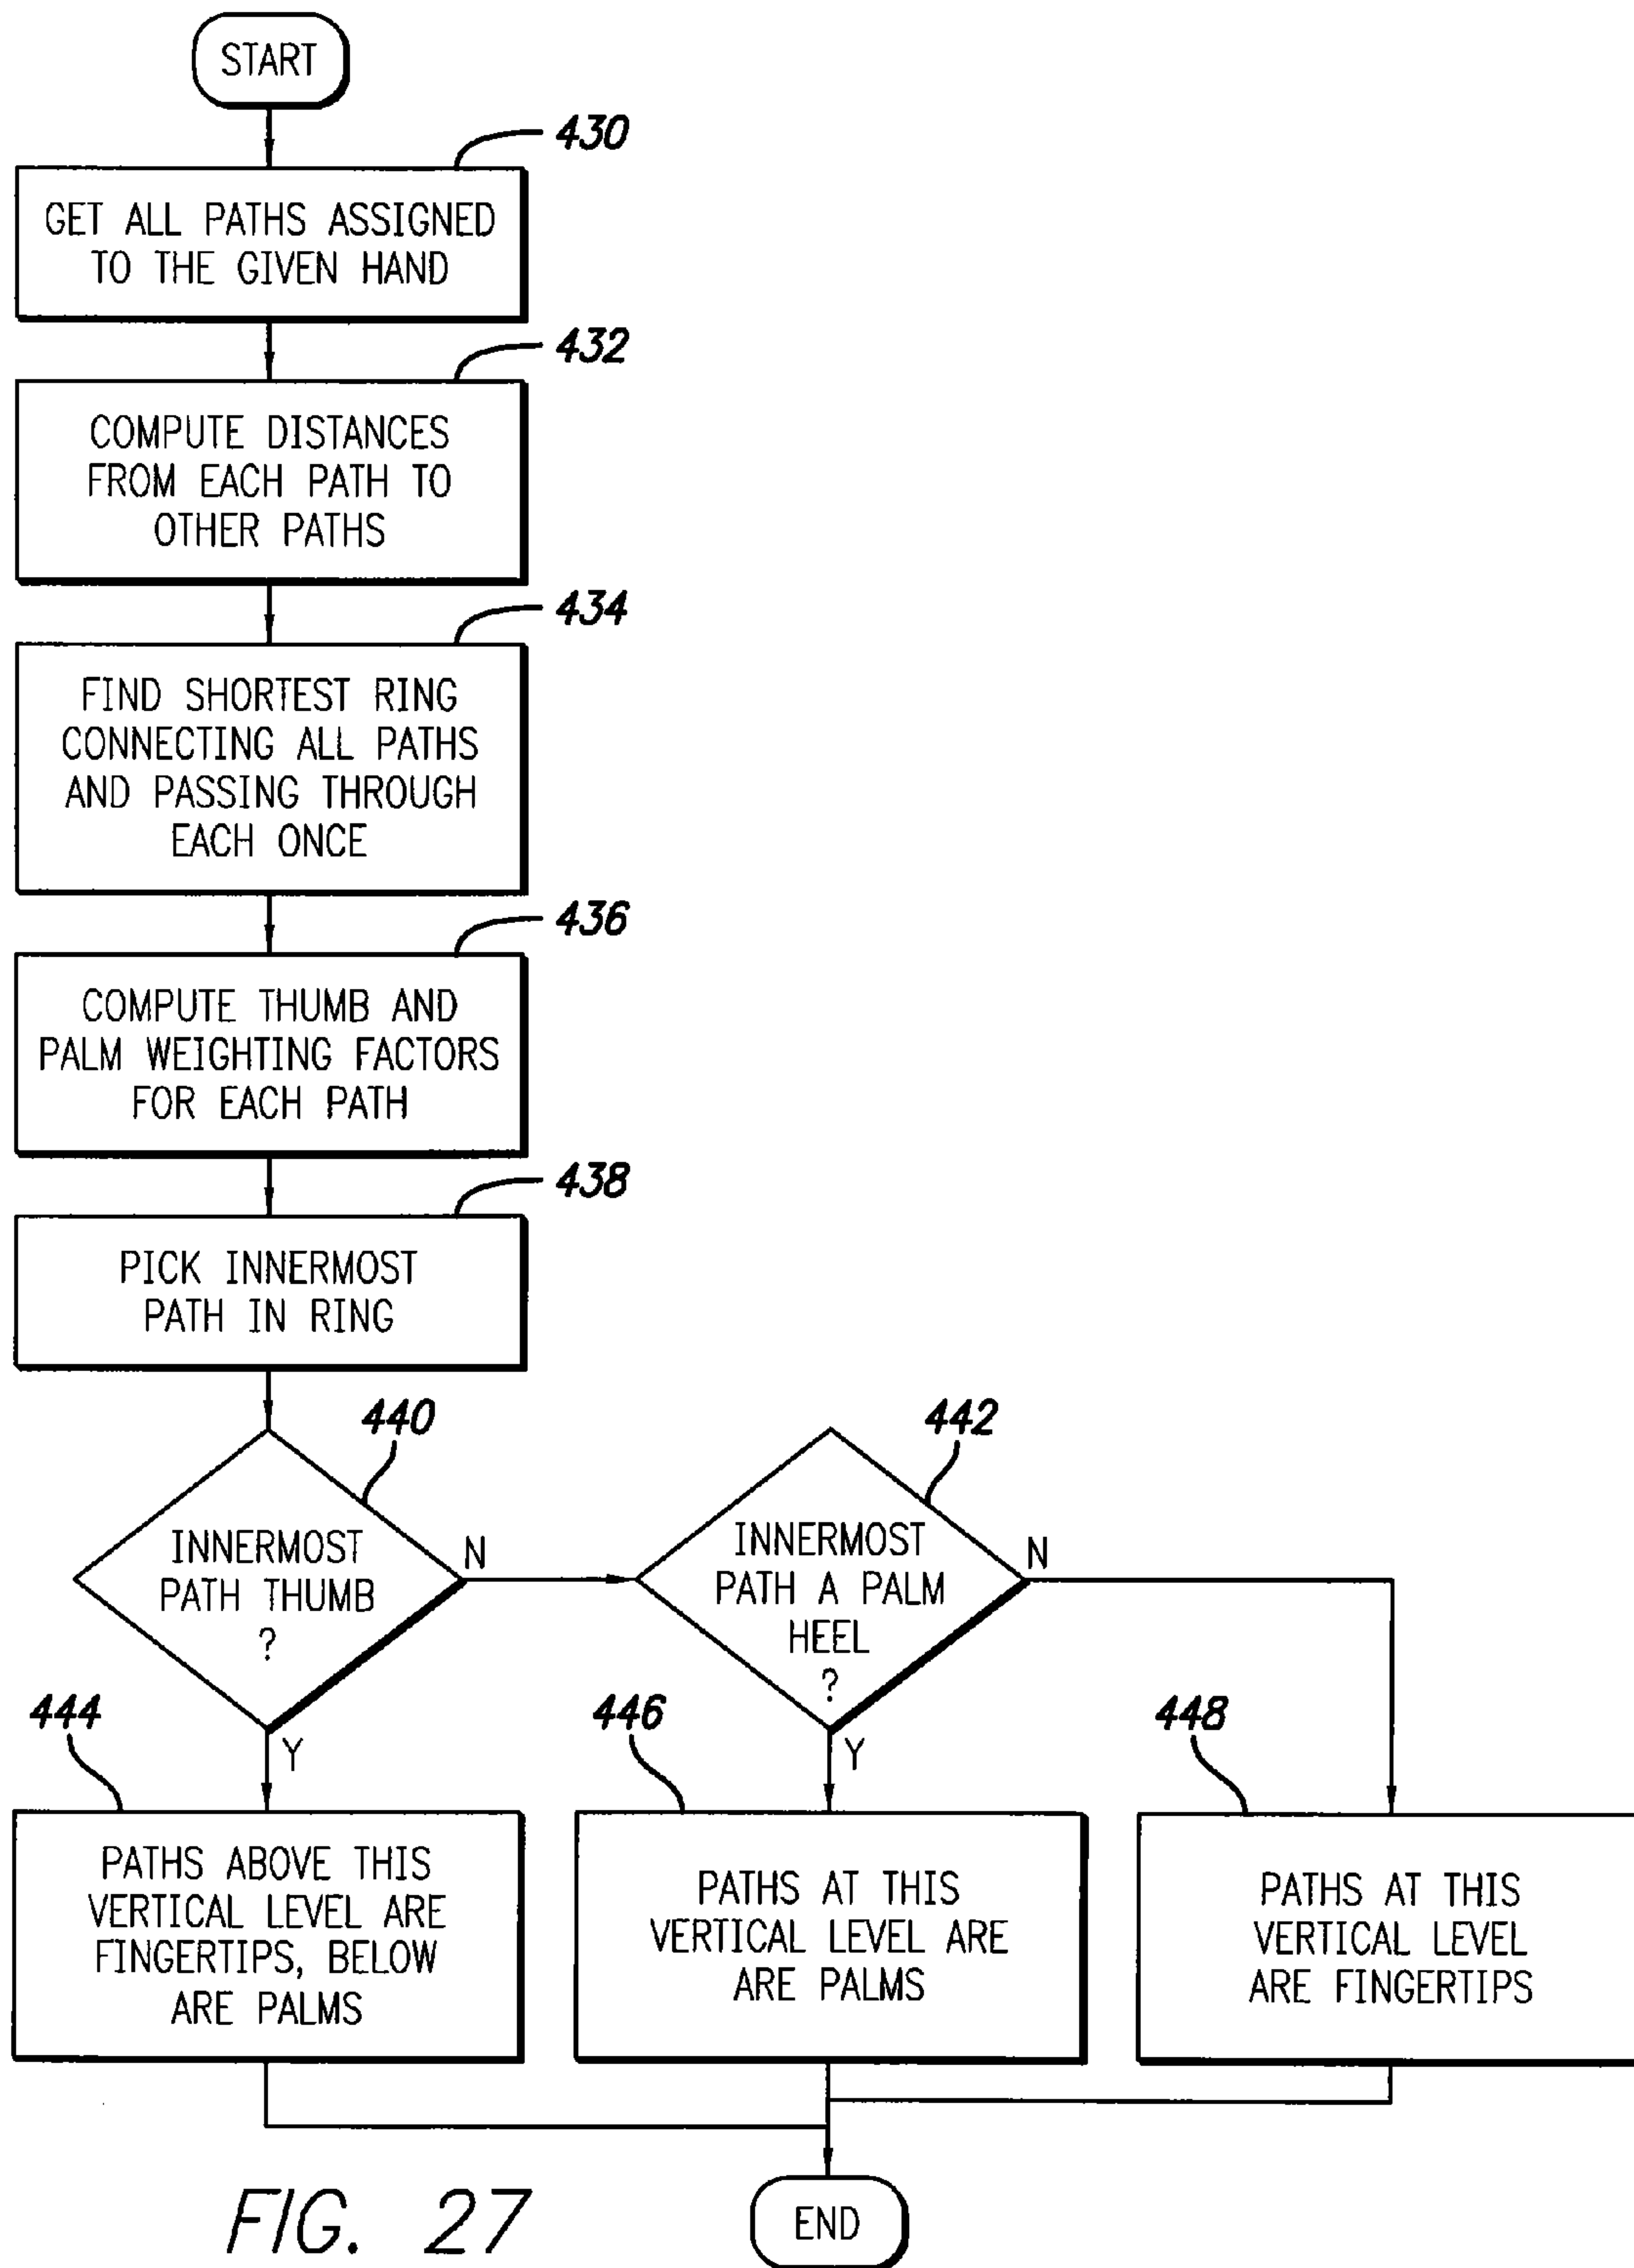 START
430
GET ALL PATHS ASSIGNED
TO THE GIVEN HAND
432
COMPUTE DISTANCES
FROM EACH PATH TO
OTHER PATHS
434
FIND SHORTEST RING
CONNECTING ALL PATHS
AND PASSING THROUGH
EACH ONCE
436
COMPUTE THUMB AND
PALM WEIGHTING FACTORS
FOR EACH PATH
438
PICK INNERMOST
PATH IN RING
440
INNERMOST
PATH THUMB
?
N
Y
442
INNERMOST
PATH A PALM
HEEL
?
N
Y
444
PATHS ABOVE THIS
VERTICAL LEVEL ARE
FINGERTIPS, BELOW
ARE PALMS
446
PATHS AT THIS
VERTICAL LEVEL ARE
ARE PALMS
448
PATHS AT THIS
VERTICAL LEVEL
ARE FINGERTIPS
END
FIG. 27